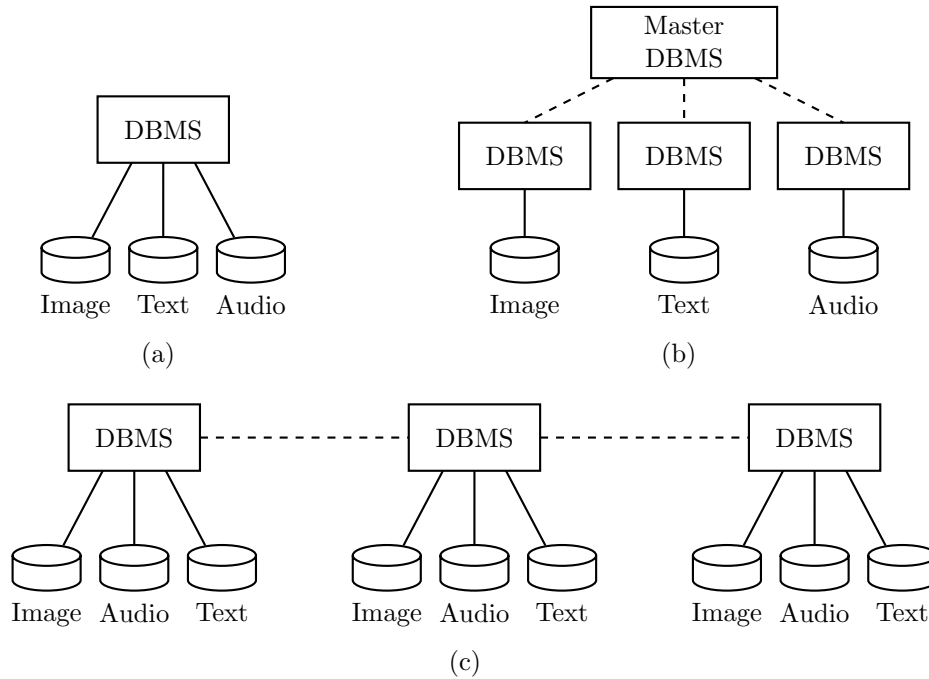 Master
DBMS
DBMS
DBMS DBMS DBMS
Image Text Audio
Image Text Audio
(a)
(b)
DBMS DBMS DBMS
Image Audio Text Image Audio Text Image Audio Text
(c)